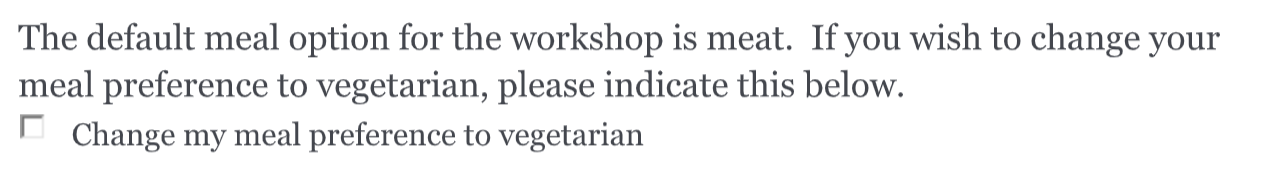 The default meal option for the workshop is meat.  If you wish to change your
meal preference to vegetarian, please indicate this below.
Change my meal preference to vegetarian